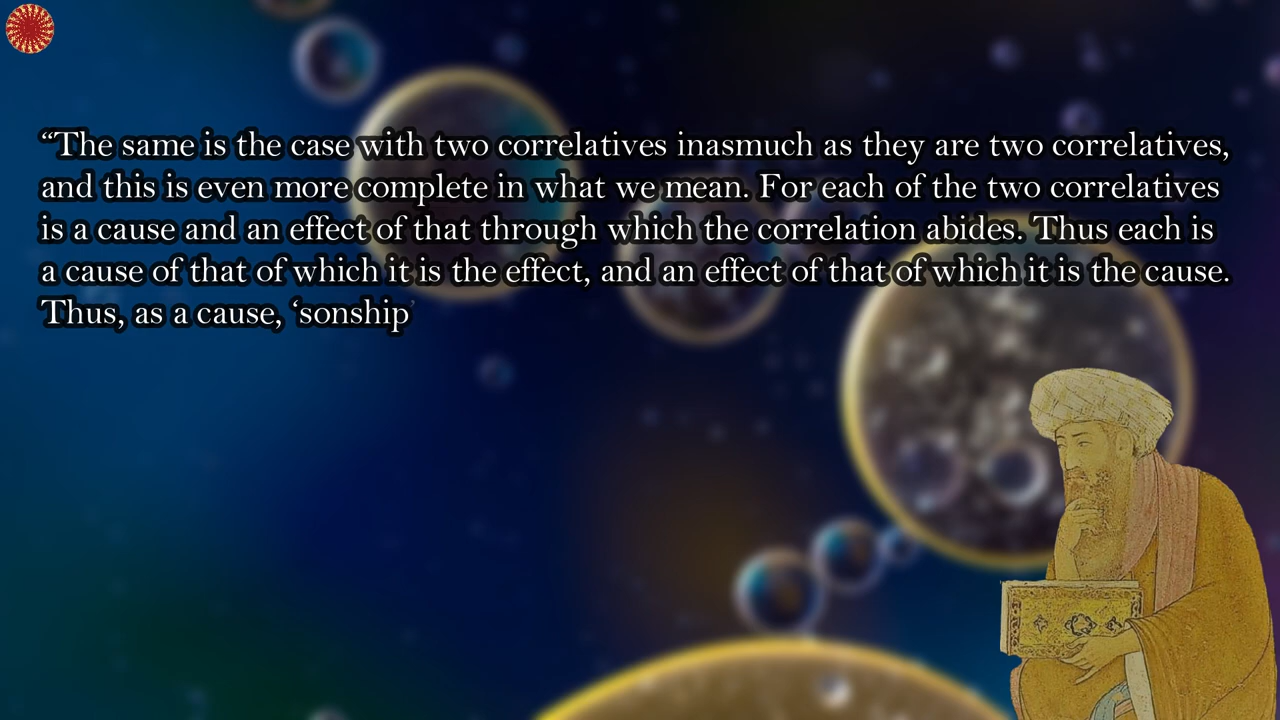 “The same is the case with two correlatives inasmuch as they are two correlatives,
and this is even more complete in what we mean. For each of the two correlatives
is a cause and an effect of that through which the correlation abides. Thus each is
a cause of that of which it is the effect, and an effect of that of which it is the cause.
Thus, as a cause, ‘sonship’